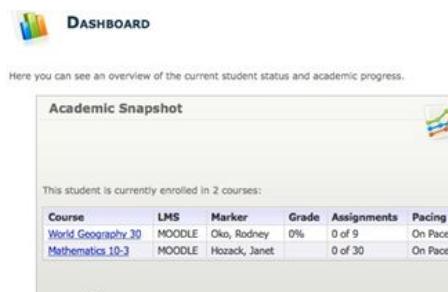 DASHBOARD
Here you can see an overview of the current student status and academic progress.
Academic Snapshot
This student is currently enrolled in 2 courses:
Course LMS Marker Grade Assignments Pacing
World Geography 30 MOODLE Oko, Rodney 0% 0 of 9 On Pace
Mathematics 10-3 MOODLE Hozack, Janet 0 of 30 On Pace